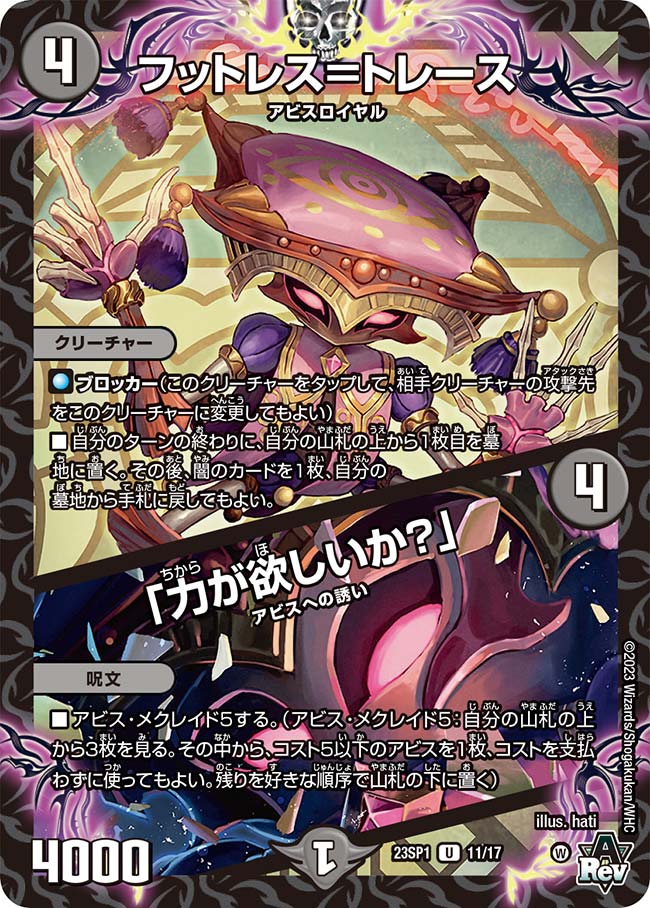 4
フットレス=トレース
アビスロイヤル
クリーチャー
ブロッカー(このクリーチャーをタップして、相手クリーチャーの攻撃先
をこのクリーチャーに変更してもよい)
■自分のターンの終わりに、自分の山札の上から1枚目を墓
地に置く。その後、闇のカードを1枚、自分の
墓地から手札に戻してもよい。
4
「力が欲しいか?」
アビスへの誘い
呪文
■アビス・メクレイド5する。(アビス・メクレイド5:自分の山札の上
から3枚を見る。その中から、コスト5以下のアビスを1枚、コストを支払
わずに使ってもよい。残りを好きな順序で山札の下に置く)
©2023 Wizards/Shogakukan/WHC
illus. hati
4000
1
23SP1 U 11/17
W
A
Rev